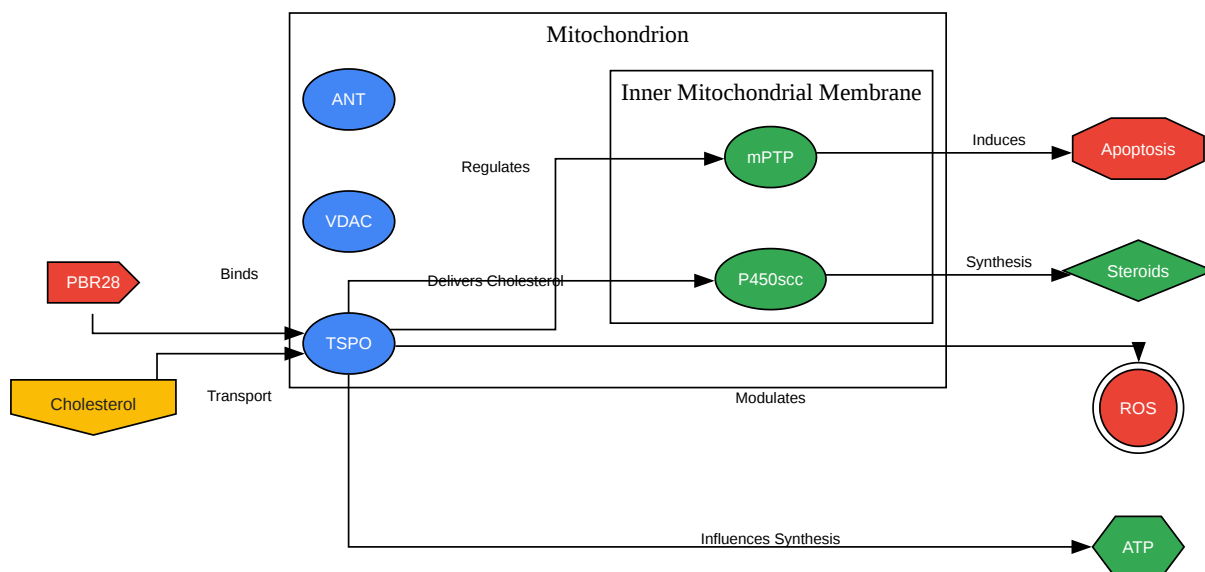 Mitochondrion
Inner Mitochondrial Membrane
ANT
mPTP
Induces
Apoptosis
Regulates
VDAC
PBR28
Binds
Delivers Cholesterol
P450scc
Synthesis
Steroids
TSPO
Cholesterol
Transport
Modulates
ROS
Influences Synthesis
ATP